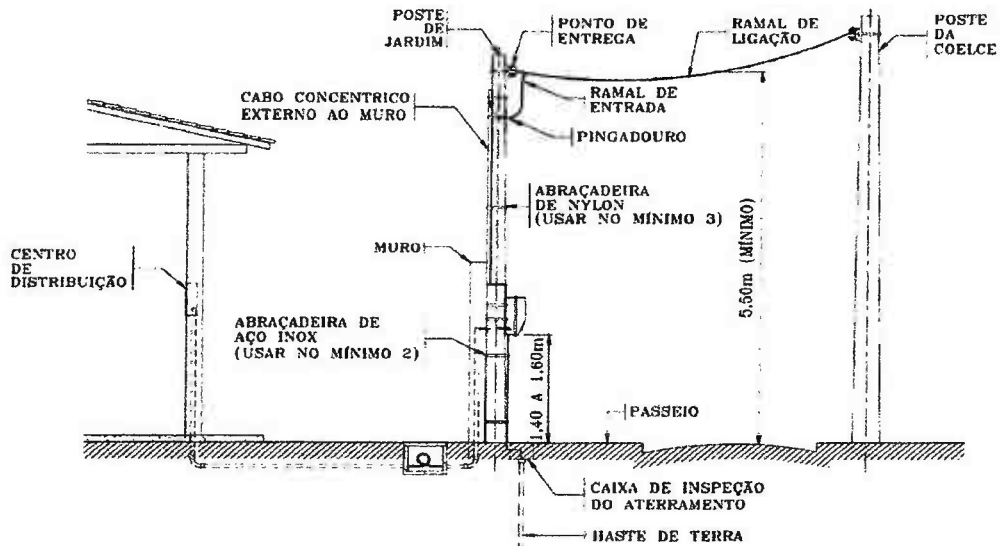 POSTE
DE
JARDIM
PONTO DE
ENTREGA
RAMAL DE
LIGAÇÃO
POSTE
DA
COELCE
CABO CONCENTRICO
EXTERNO AO MURO
RAMAL DE
ENTRADA
PINGADOURO
ABRAÇADEIRA
DE NYLON
(USAR NO MÍNIMO 3)
5,50m (MÍNIMO)
MURO
CENTRO
DE
DISTRIBUIÇÃO
ABRAÇADEIRA DE
AÇO INOX
(USAR NO MÍNIMO 2)
1,40 A 1,60m
PASSEIO
CAIXA DE INSPEÇÃO
DO ATERRAMENTO
HASTE DE TERRA